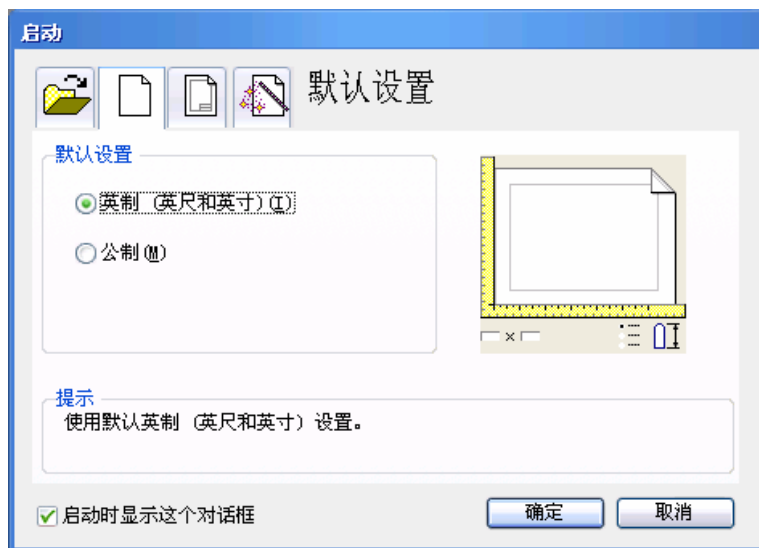 启动
默认设置
默认设置
英制（英尺和英寸）(I)
公制(M)
提示
使用默认英制（英尺和英寸）设置。
启动时显示这个对话框
确定
取消